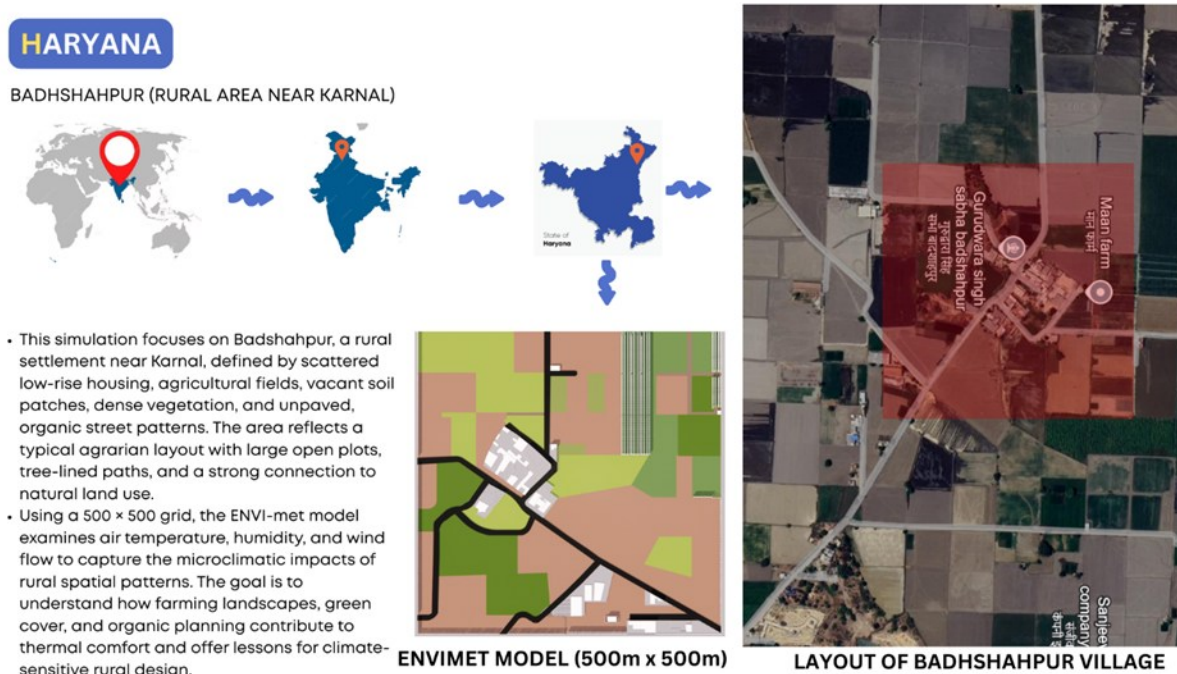 HARYANA
BADHSHAHPUR (RURAL AREA NEAR KARNAL)
State of
Haryana
• This simulation focuses on Badshahpur, a rural
settlement near Karnal, defined by scattered
low-rise housing, agricultural fields, vacant soil
patches, dense vegetation, and unpaved,
organic street patterns. The area reflects a
typical agrarian layout with large open plots,
tree-lined paths, and a strong connection to
natural land use.
• Using a 500 × 500 grid, the ENVI-met model
examines air temperature, humidity, and wind
flow to capture the microclimatic impacts of
rural spatial patterns. The goal is to
understand how farming landscapes, green
cover, and organic planning contribute to
thermal comfort and offer lessons for climate-
sensitive rural design.
ENVIMET MODEL (500m x 500m)
Maan farm
मान फार्म
Gurudwara singh
sabha badshahpur
गुरुद्वारा सिंह
सभा बादशाहपुर
Sanjeev
company
LAYOUT OF BADHSHAHPUR VILLAGE